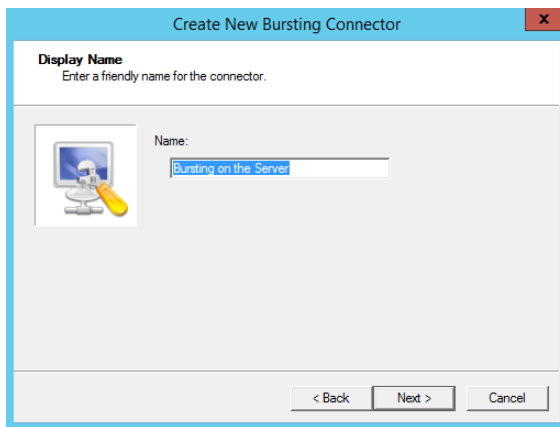 Create New Bursting Connector
x
Display Name
Enter a friendly name for the connector.
Name:
Bursting on the Server
< Back Next > Cancel